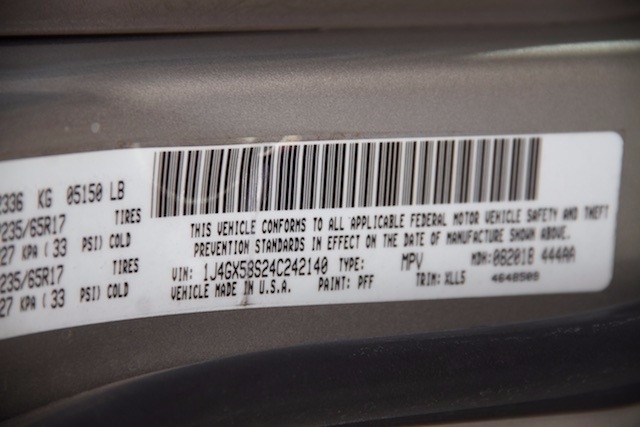 2336 KG 05150 LB
235/65R17 TIRES
27 KPA ( 33 PSI) COLD
235/65R17 TIRES
27 KPA ( 33 PSI) COLD
THIS VEHICLE CONFORMS TO ALL APPLICABLE FEDERAL MOTOR VEHICLE SAFETY AND THEFT
PREVENTION STANDARDS IN EFFECT ON THE DATE OF MANUFACTURE SHOWN ABOVE.
VIN: 1J4GX58S24C242140 TYPE: MPV MDH: 082018 444AA
VEHICLE MADE IN U.S.A. PAINT: PFF TRIM: XLL5 4648508